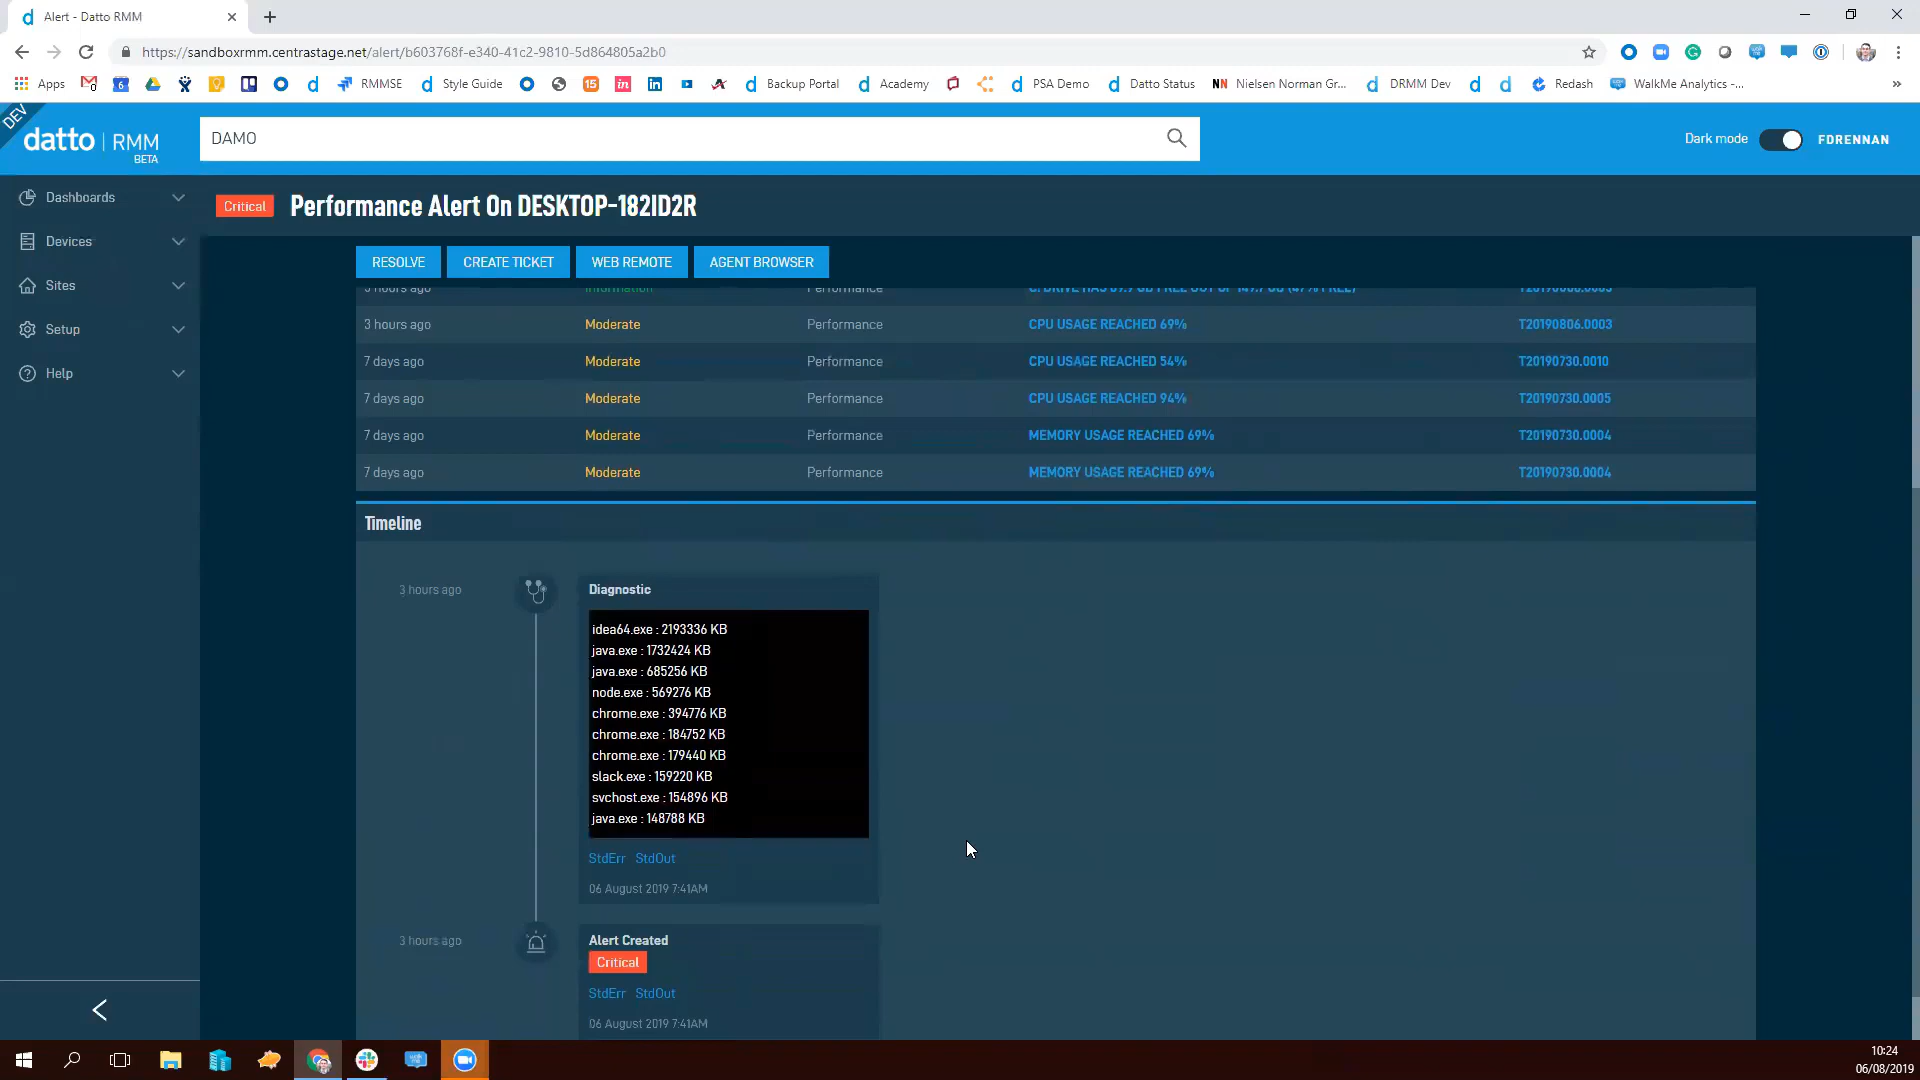 Alert - Datto RMM
https://sandboxrmm.centrastage.net/alert/b603768f-e340-41c2-9810-5d864805a2b0
Apps RMMSE Style Guide 15 in Backup Portal Academy PSA Demo Datto Status Nielsen Norman Gr... DRMM Dev Redash WalkMe Analytics -...
DEV
datto | RMM
BETA
DAMO
Dark mode
FDRENNAN
Dashboards
Devices
Sites
Setup
Help
Critical Performance Alert On DESKTOP-182ID2R
RESOLVE CREATE TICKET WEB REMOTE AGENT BROWSER
3 hours ago Information Performance
3 hours ago Moderate Performance CPU USAGE REACHED 69% T20190806.0003
7 days ago Moderate Performance CPU USAGE REACHED 54% T20190730.0010
7 days ago Moderate Performance CPU USAGE REACHED 94% T20190730.0005
7 days ago Moderate Performance MEMORY USAGE REACHED 69% T20190730.0004
7 days ago Moderate Performance MEMORY USAGE REACHED 69% T20190730.0004
Timeline
3 hours ago
Diagnostic
idea64.exe : 2193336 KB
java.exe : 1732424 KB
java.exe : 685256 KB
node.exe : 569276 KB
chrome.exe : 394776 KB
chrome.exe : 184752 KB
chrome.exe : 179440 KB
slack.exe : 159220 KB
svchost.exe : 154896 KB
java.exe : 148788 KB
StdErr StdOut
06 August 2019 7:41AM
3 hours ago
Alert Created
Critical
StdErr StdOut
06 August 2019 7:41AM
10:24
06/08/2019